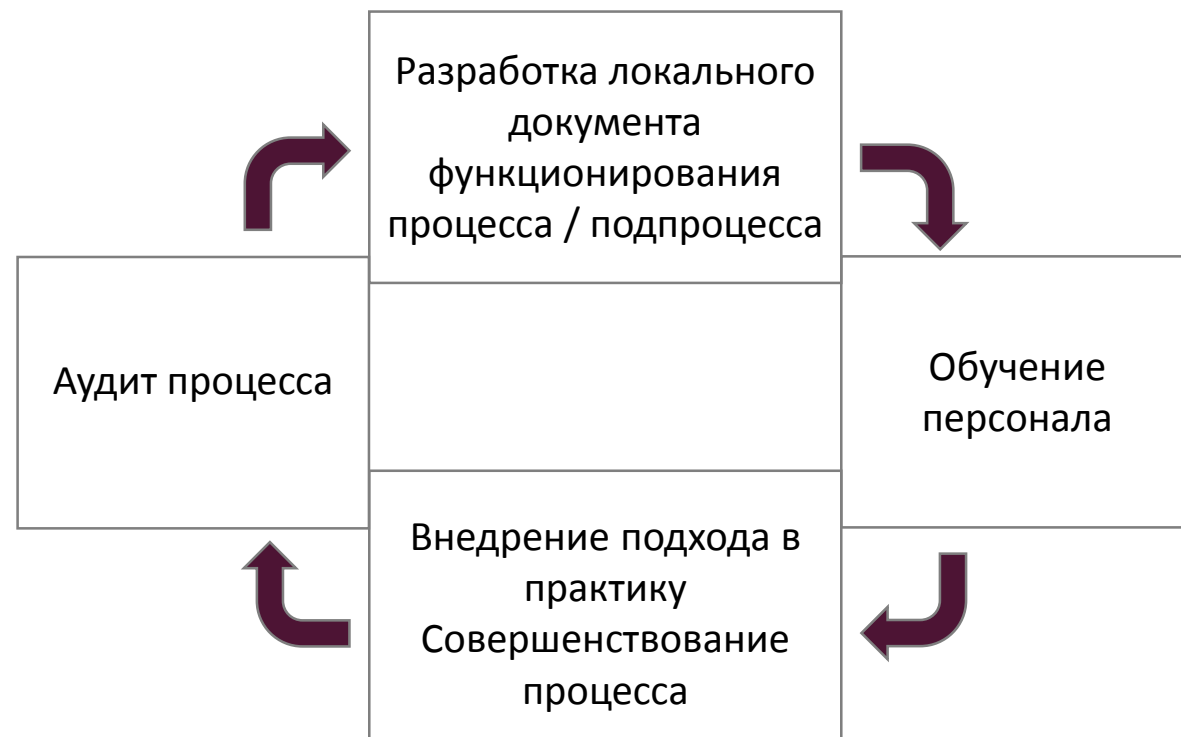 Разработка локального
документа
функционирования
процесса / подпроцесса
Аудит процесса
Обучение
персонала
Внедрение подхода в
практику
Совершенствование
процесса